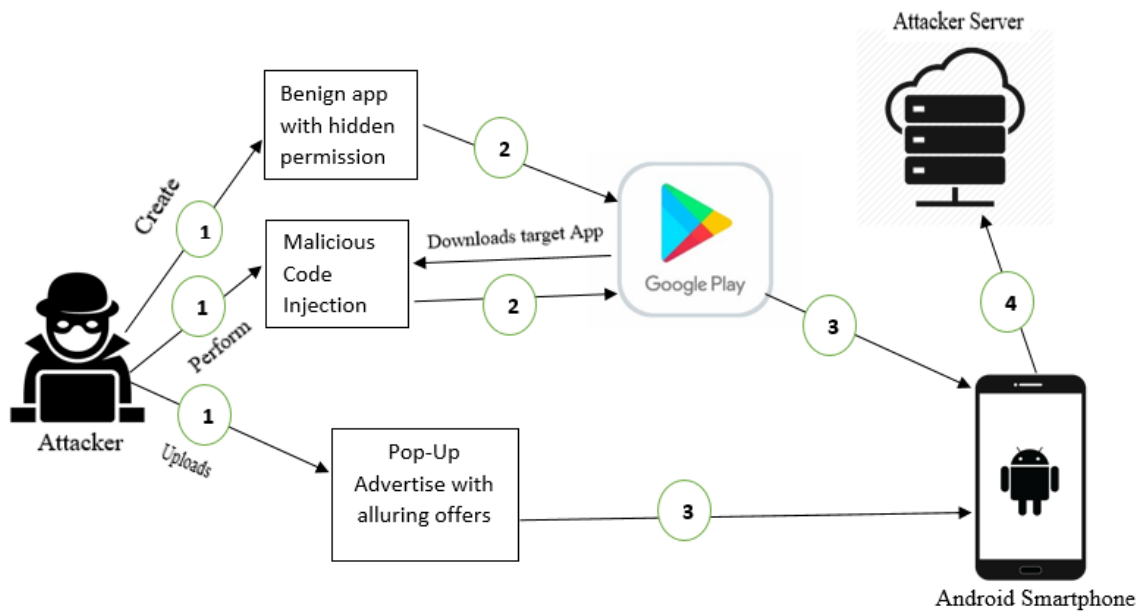 Attacker Server
Benign app
with hidden
permission
2
Create
1
Malicious
Code
Injection
Downloads target App
Google Play
2
1
Perform
3
4
Attacker
1
Uploads
Pop-Up
Advertise with
alluring offers
3
Android Smartphone